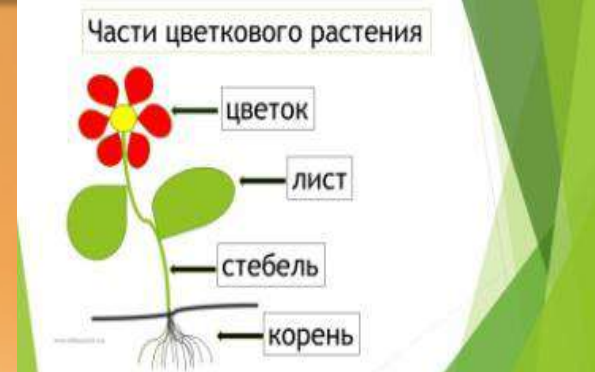 Части цветкового растения
цветок
лист
стебель
корень